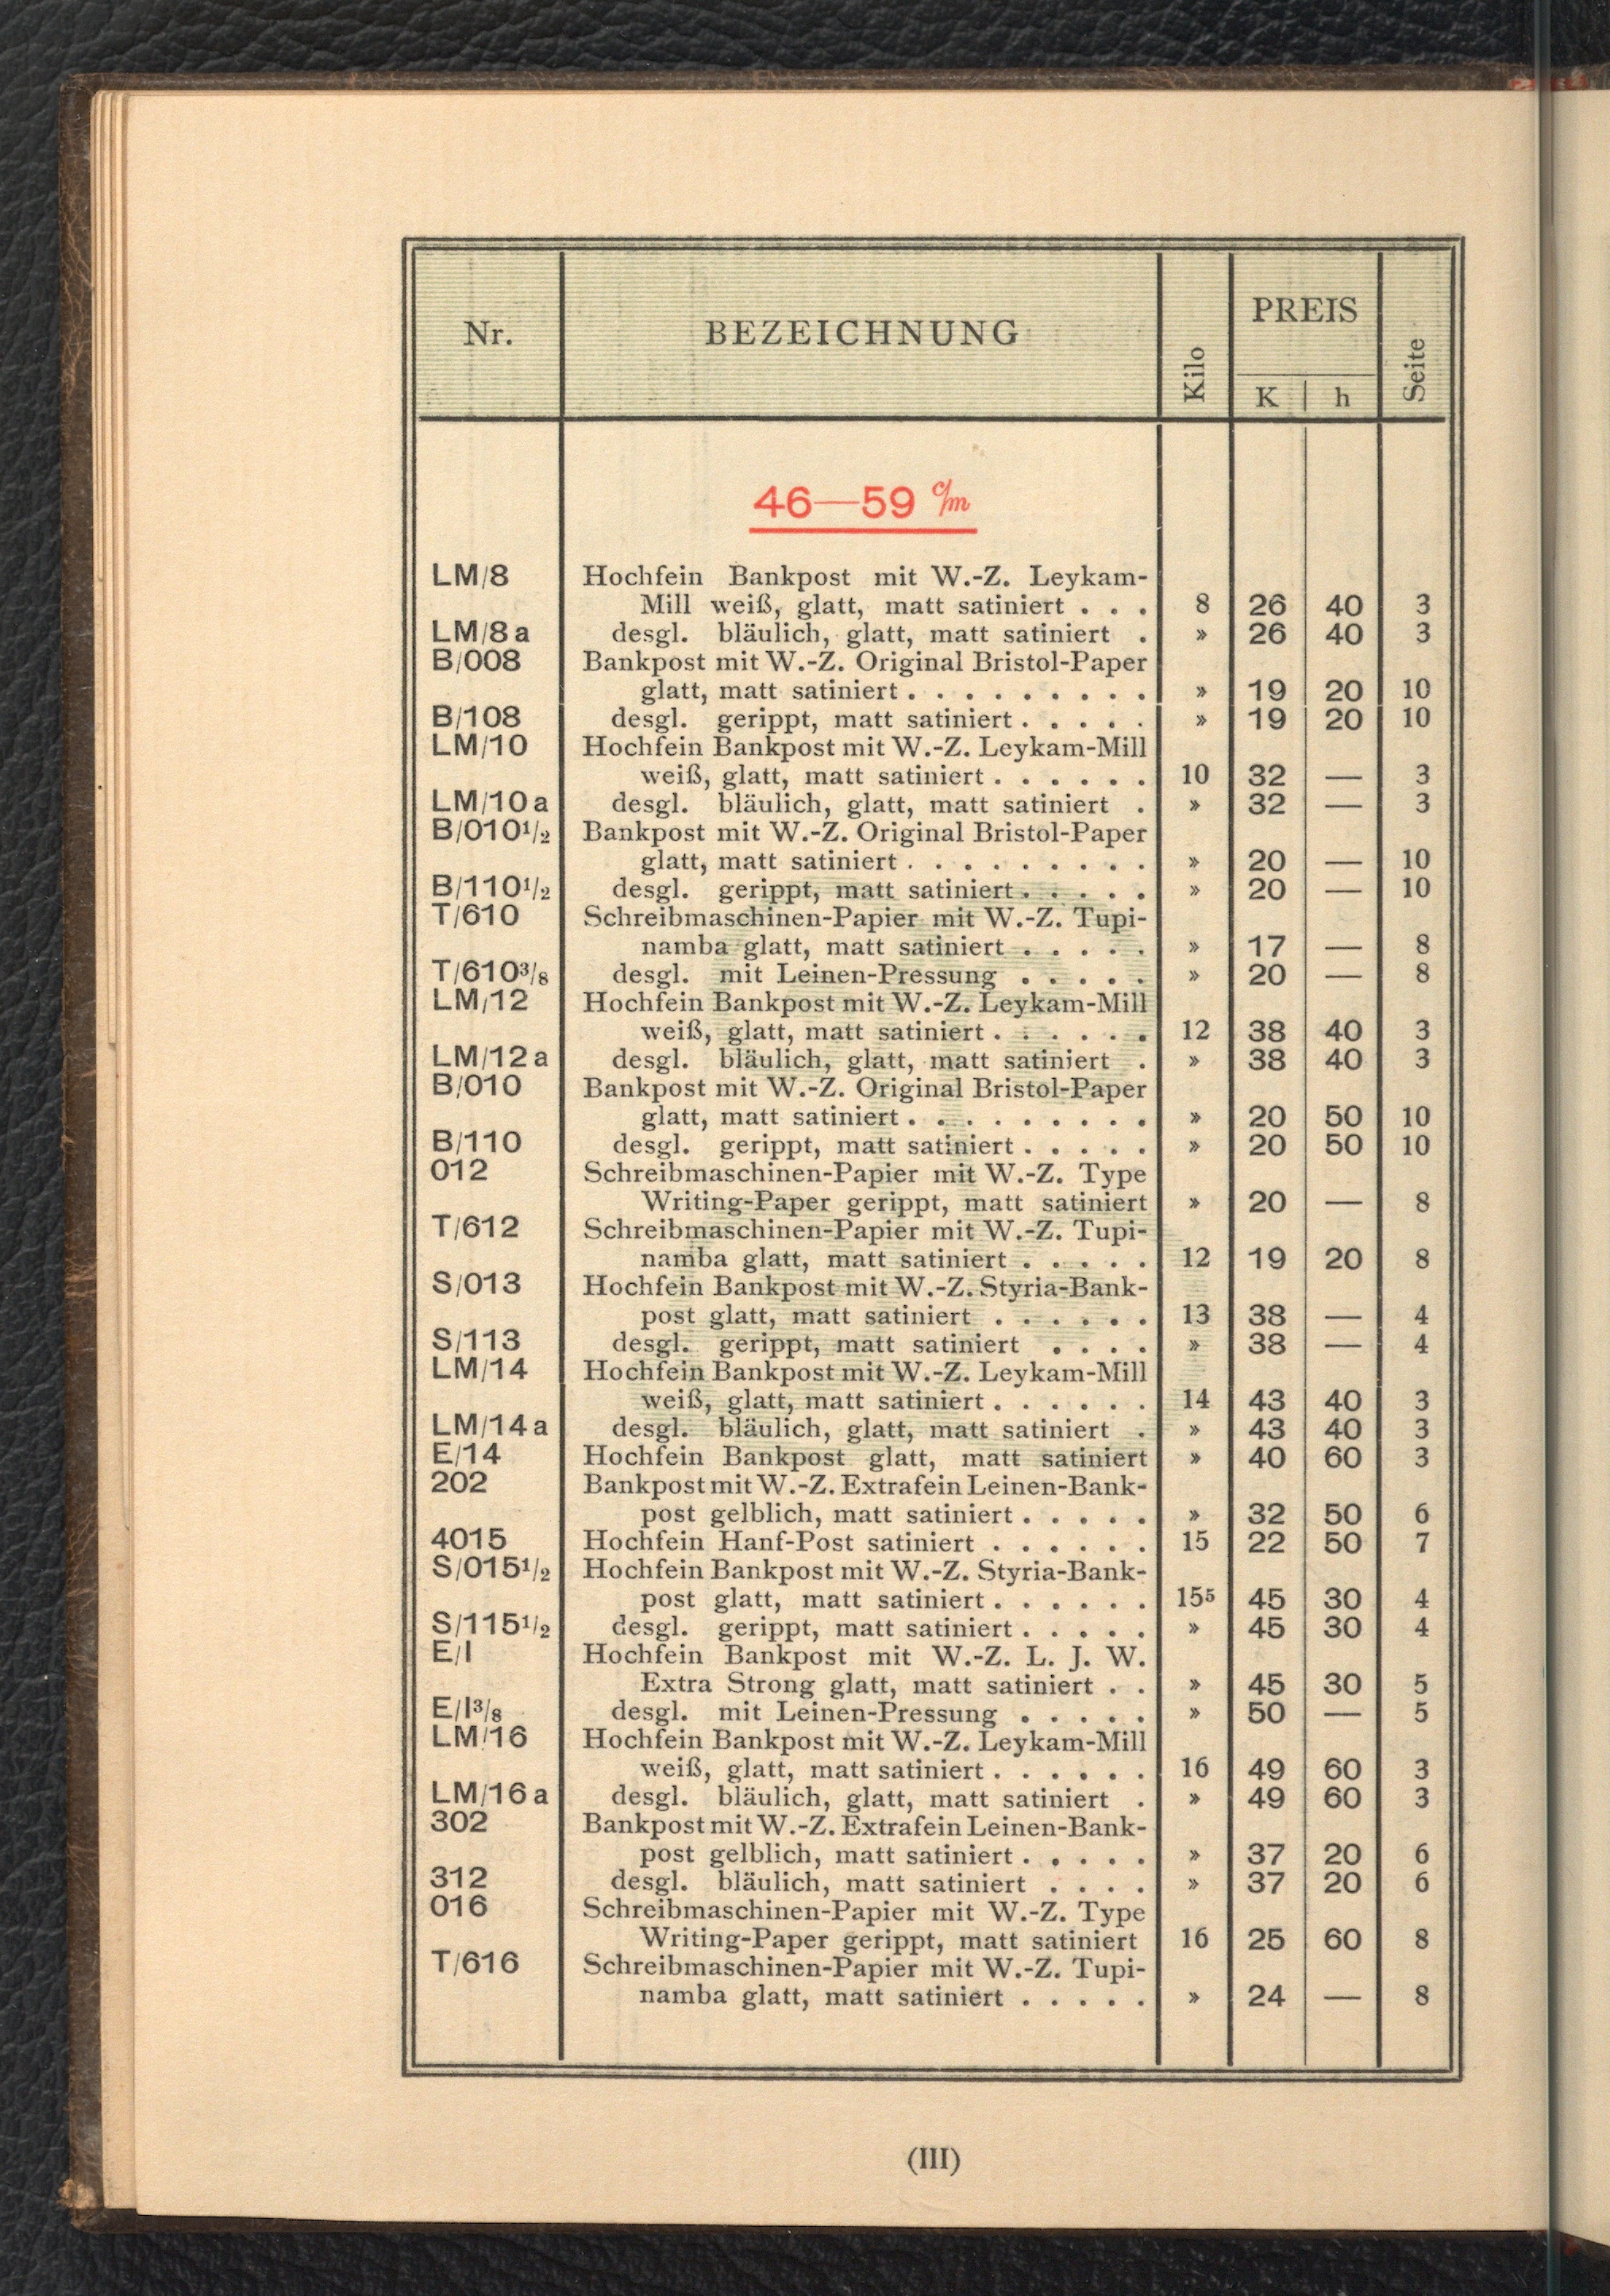 Nr. BEZEICHNUNG Kilo PREIS K h Seite
46—59 c/m
LM/8 Hochfein Bankpost mit W.-Z. Leykam-
Mill weiß, glatt, matt satiniert . . . 8 26 40 3
LM/8a desgl. bläulich, glatt, matt satiniert . » 26 40 3
B/008 Bankpost mit W.-Z. Original Bristol-Paper
glatt, matt satiniert . . . . . . . . . » 19 20 10
B/108 desgl. gerippt, matt satiniert . . . . . » 19 20 10
LM/10 Hochfein Bankpost mit W.-Z. Leykam-Mill
weiß, glatt, matt satiniert . . . . . . 10 32 — 3
LM/10a desgl. bläulich, glatt, matt satiniert . » 32 — 3
B/010 1/2 Bankpost mit W.-Z. Original Bristol-Paper
glatt, matt satiniert . . . . . . . . . » 20 — 10
B/110 1/2 desgl. gerippt, matt satiniert . . . . . » 20 — 10
T/610 Schreibmaschinen-Papier mit W.-Z. Tupi-
namba glatt, matt satiniert . . . . . » 17 — 8
T/610 3/8 desgl. mit Leinen-Pressung . . . . . » 20 — 8
LM/12 Hochfein Bankpost mit W.-Z. Leykam-Mill
weiß, glatt, matt satiniert . . . . . . 12 38 40 3
LM/12a desgl. bläulich, glatt, matt satiniert . » 38 40 3
B/010 Bankpost mit W.-Z. Original Bristol-Paper
glatt, matt satiniert . . . . . . . . . » 20 50 10
B/110 desgl. gerippt, matt satiniert . . . . . » 20 50 10
012 Schreibmaschinen-Papier mit W.-Z. Type
Writing-Paper gerippt, matt satiniert » 20 — 8
T/612 Schreibmaschinen-Papier mit W.-Z. Tupi-
namba glatt, matt satiniert . . . . . 12 19 20 8
S/013 Hochfein Bankpost mit W.-Z. Styria-Bank-
post glatt, matt satiniert . . . . . . 13 38 — 4
S/113 desgl. gerippt, matt satiniert . . . . » 38 — 4
LM/14 Hochfein Bankpost mit W.-Z. Leykam-Mill
weiß, glatt, matt satiniert . . . . . . 14 43 40 3
LM/14a desgl. bläulich, glatt, matt satiniert . » 43 40 3
E/14 Hochfein Bankpost glatt, matt satiniert » 40 60 3
202 Bankpost mit W.-Z. Extrafein Leinen-Bank-
post gelblich, matt satiniert . . . . . » 32 50 6
4015 Hochfein Hanf-Post satiniert . . . . . . 15 22 50 7
S/015 1/2 Hochfein Bankpost mit W.-Z. Styria-Bank-
post glatt, matt satiniert . . . . . . 15⁵ 45 30 4
S/115 1/2 desgl. gerippt, matt satiniert . . . . . » 45 30 4
E/I Hochfein Bankpost mit W.-Z. L. J. W.
Extra Strong glatt, matt satiniert . . » 45 30 5
E/I 3/8 desgl. mit Leinen-Pressung . . . . . » 50 — 5
LM/16 Hochfein Bankpost mit W.-Z. Leykam-Mill
weiß, glatt, matt satiniert . . . . . . 16 49 60 3
LM/16a desgl. bläulich, glatt, matt satiniert . » 49 60 3
302 Bankpost mit W.-Z. Extrafein Leinen-Bank-
post gelblich, matt satiniert . . . . . » 37 20 6
312 desgl. bläulich, matt satiniert . . . . » 37 20 6
016 Schreibmaschinen-Papier mit W.-Z. Type
Writing-Paper gerippt, matt satiniert 16 25 60 8
T/616 Schreibmaschinen-Papier mit W.-Z. Tupi-
namba glatt, matt satiniert . . . . . » 24 — 8
(III)